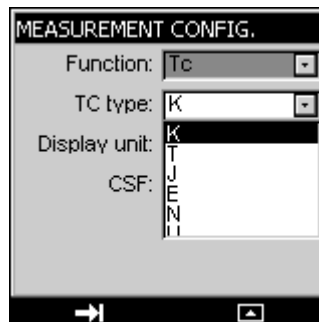 MEASUREMENT CONFIG.
Function: Tc
TC type: K
Display unit:
CSF:
K
T
J
E
N